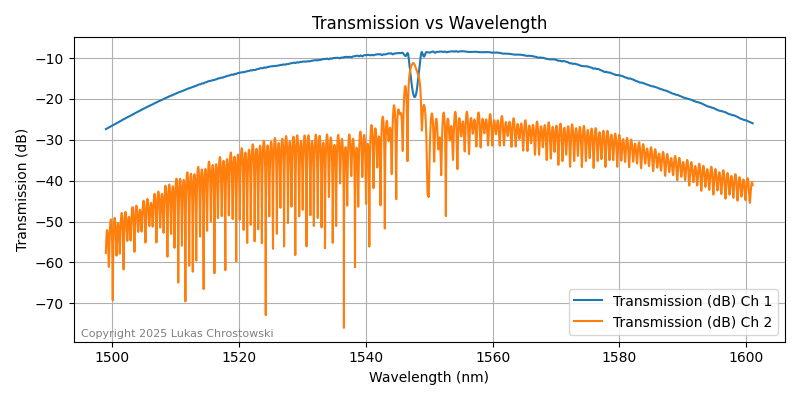 Transmission vs Wavelength
Transmission (dB)
−10
−20
−30
−40
−50
−60
−70
1500
1520
1540
1560
1580
1600
Wavelength (nm)
Transmission (dB) Ch 1
Transmission (dB) Ch 2
Copyright 2025 Lukas Chrostowski